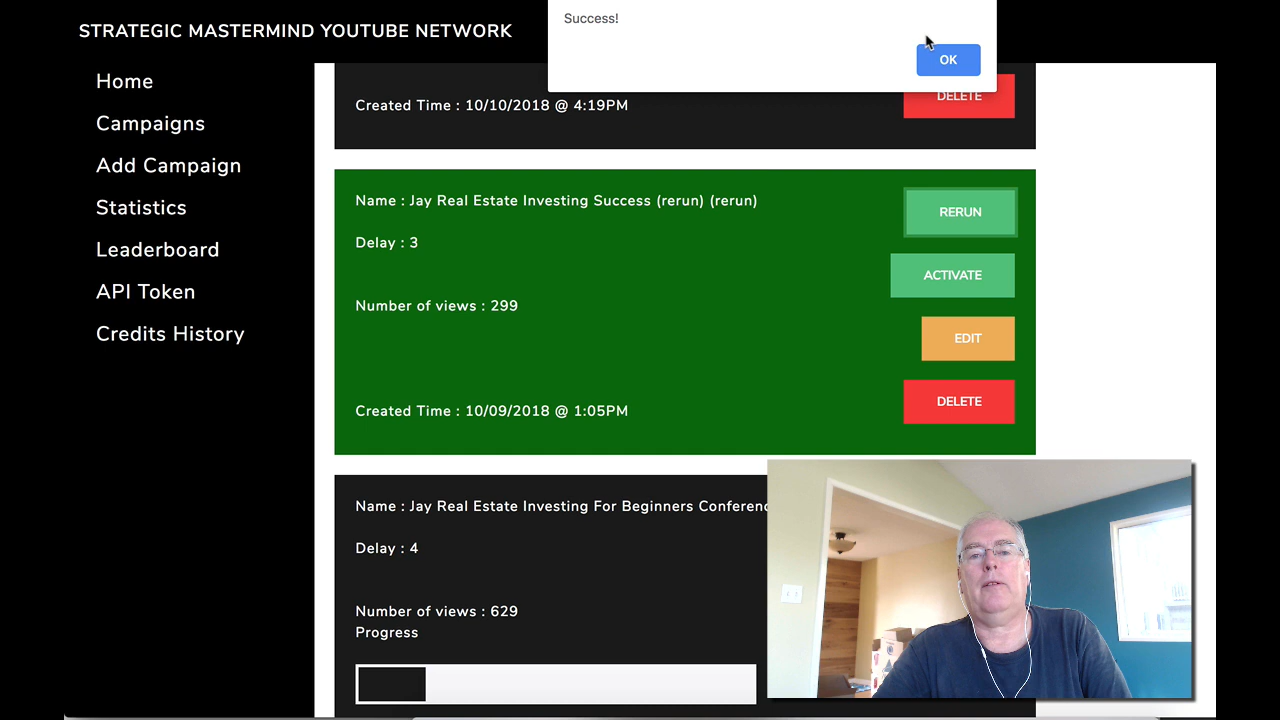 STRATEGIC MASTERMIND YOUTUBE NETWORK
Success!
OK
Home
Campaigns
Add Campaign
Statistics
Leaderboard
API Token
Credits History
Created Time : 10/10/2018 @ 4:19PM
DELETE
Name : Jay Real Estate Investing Success (rerun) (rerun)
RERUN
Delay : 3
ACTIVATE
Number of views : 299
EDIT
DELETE
Created Time : 10/09/2018 @ 1:05PM
Name : Jay Real Estate Investing For Beginners
Delay : 4
Number of views : 629
Progress